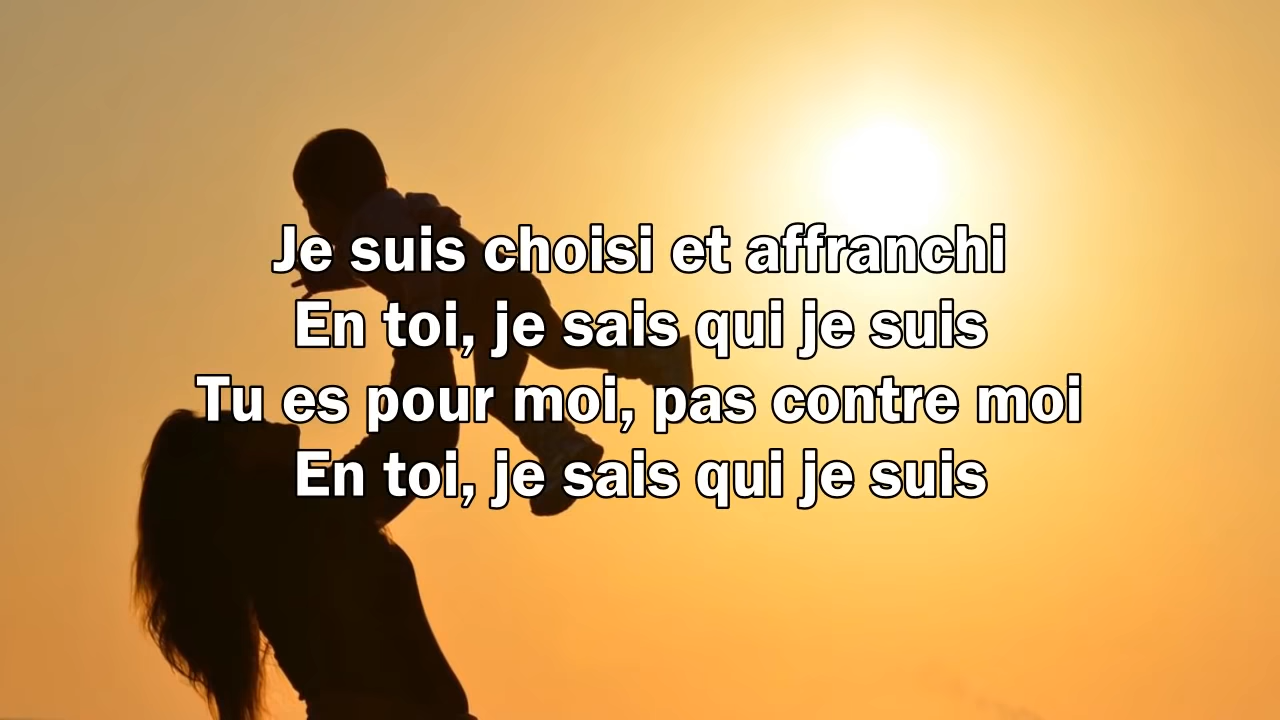 Je suis choisi et affranchi
En toi, je sais qui je suis
Tu es pour moi, pas contre moi
En toi, je sais qui je suis